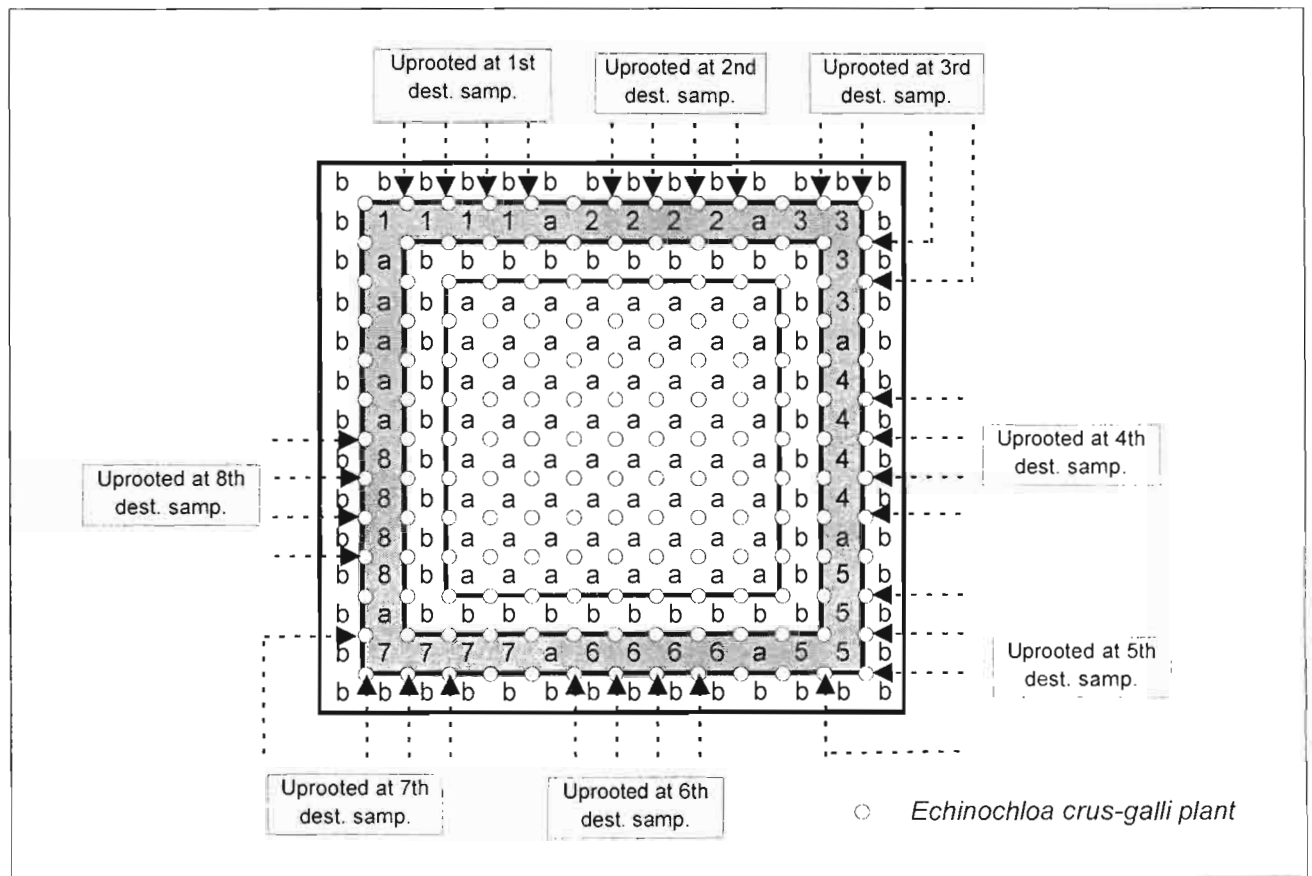 Uprooted at 1st
dest. samp.
Uprooted at 2nd
dest. samp.
Uprooted at 3rd
dest. samp.
b b b b b b b b b b b b b b
b 1 1 1 1 a 2 2 2 2 a 3 3 b
b a b b b b b b b b b b 3 b
b a b a a a a a a a a b 3 b
b a b a a a a a a a a b a b
b a b a a a a a a a a b 4 b
b a b a a a a a a a a b 4 b
b 8 b a a a a a a a a b 4 b
b 8 b a a a a a a a a b 4 b
b 8 b a a a a a a a a b a b
b 8 b a a a a a a a a b 5 b
b a b b b b b b b b b b 5 b
b 7 7 7 7 a 6 6 6 6 a 5 5 b
b b b b b b b b b b b b b b
Uprooted at 8th
dest. samp.
Uprooted at 4th
dest. samp.
Uprooted at 5th
dest. samp.
Uprooted at 7th
dest. samp.
Uprooted at 6th
dest. samp.
Echinochloa crus-galli plant